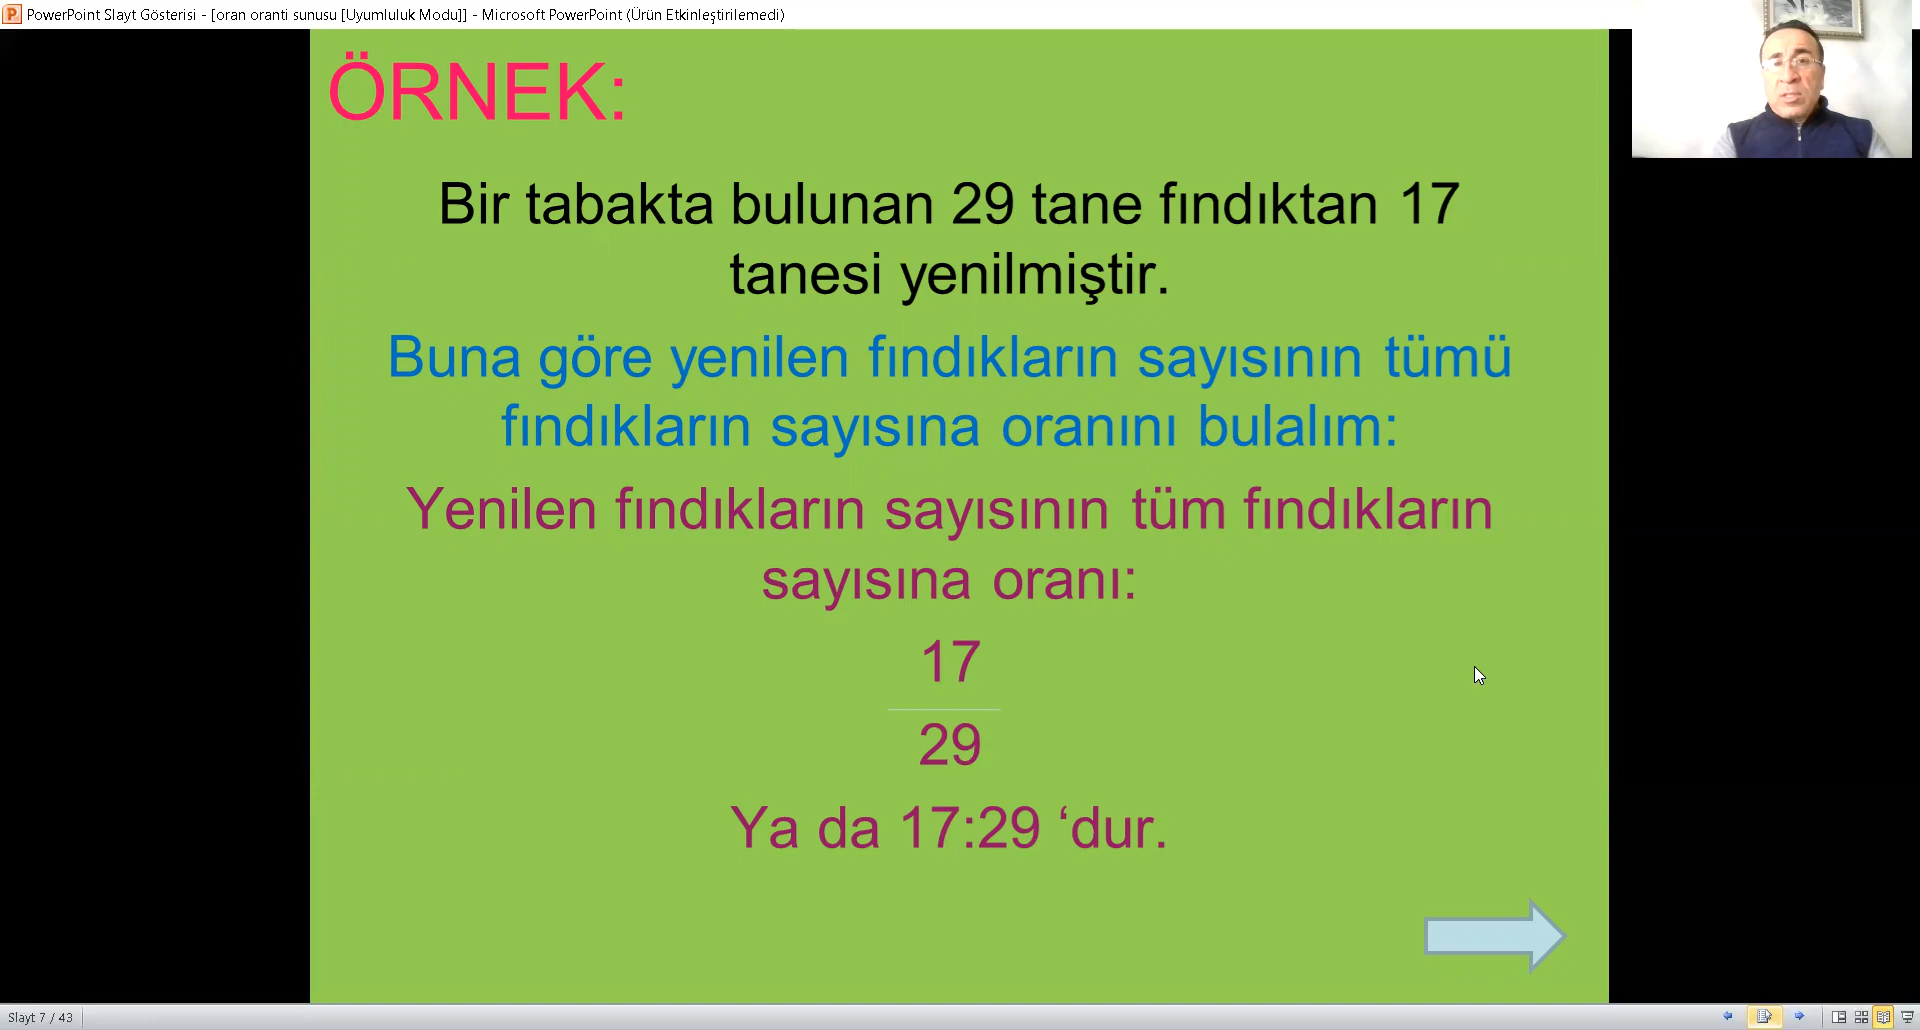 PowerPoint Slayt Gösterisi - [oran oranti sunusu [Uyumluluk Modu]] - Microsoft PowerPoint (Ürün Etkinleştirilemedi)
ÖRNEK:
Bir tabakta bulunan 29 tane fındıktan 17
tanesi yenilmiştir.
Buna göre yenilen fındıkların sayısının tümü
fındıkların sayısına oranını bulalım:
Yenilen fındıkların sayısının tüm fındıkların
sayısına oranı:
17
29
Ya da 17:29 ‘dur.
Slayt 7 / 43